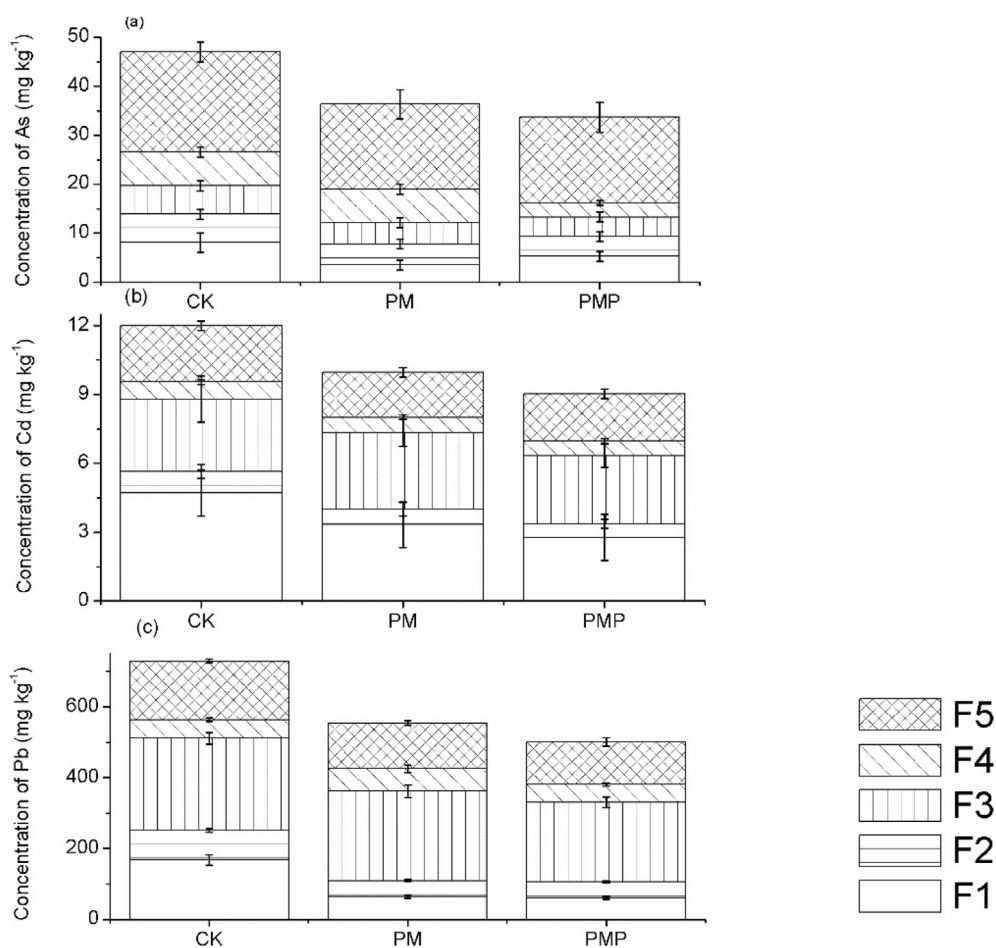 (a)
Concentration of As (mg kg⁻¹)
50
40
30
20
10
0
CK PM PMP
(b)
Concentration of Cd (mg kg⁻¹)
12
9
6
3
0
CK PM PMP
(c)
Concentration of Pb (mg kg⁻¹)
600
400
200
0
CK PM PMP
F5
F4
F3
F2
F1